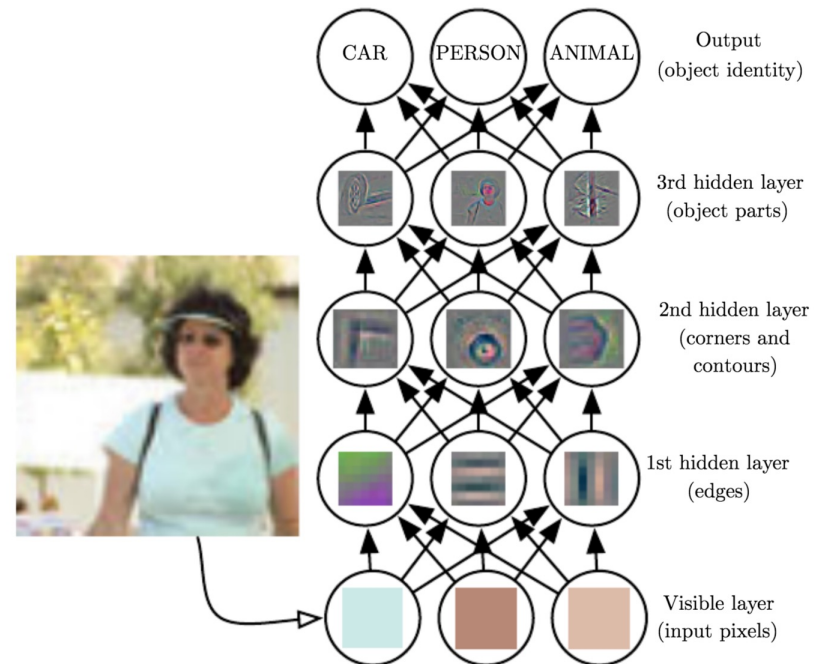 CAR PERSON ANIMAL
Output
(object identity)
3rd hidden layer
(object parts)
2nd hidden layer
(corners and
contours)
1st hidden layer
(edges)
Visible layer
(input pixels)